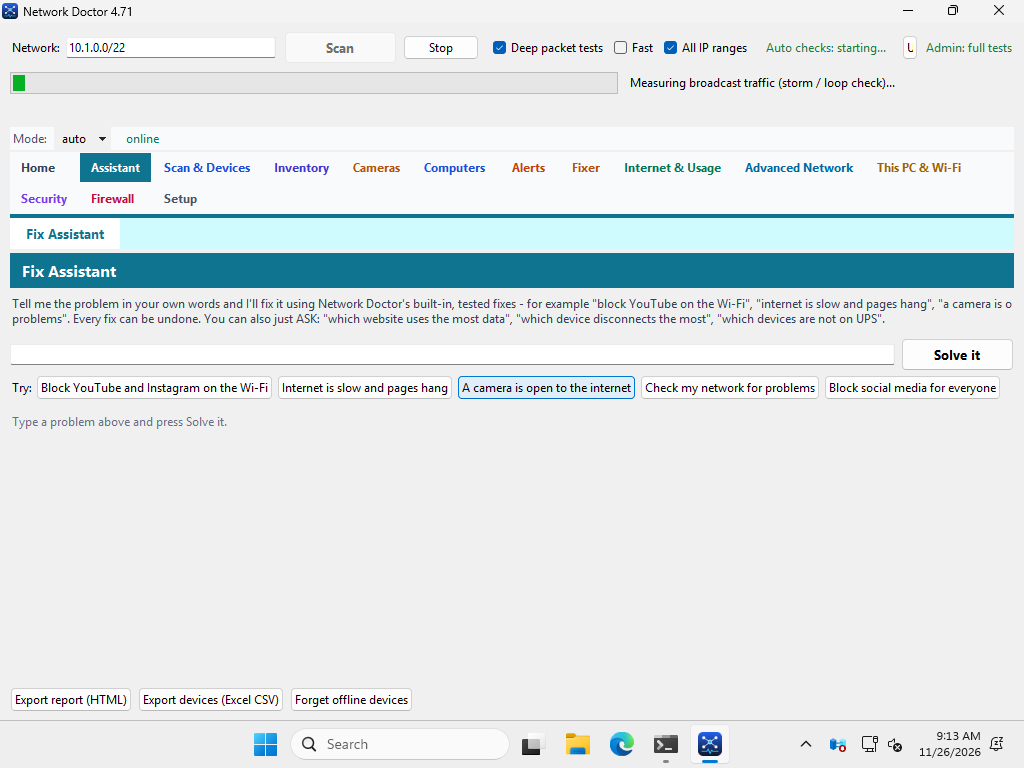 Network Doctor 4.71
Network: 10.1.0.0/22 Scan Stop Deep packet tests Fast All IP ranges Auto checks: starting... Admin: full tests
Measuring broadcast traffic (storm / loop check)...
Mode: auto online
Home Assistant Scan & Devices Inventory Cameras Computers Alerts Fixer Internet & Usage Advanced Network This PC & Wi-Fi
Security Firewall Setup
Fix Assistant
Fix Assistant
Tell me the problem in your own words and I'll fix it using Network Doctor's built-in, tested fixes - for example "block YouTube on the Wi-Fi", "internet is slow and pages hang", "a camera is o
problems". Every fix can be undone. You can also just ASK: "which website uses the most data", "which device disconnects the most", "which devices are not on UPS".
Solve it
Try: Block YouTube and Instagram on the Wi-Fi Internet is slow and pages hang A camera is open to the internet Check my network for problems Block social media for everyone
Type a problem above and press Solve it.
Export report (HTML) Export devices (Excel CSV) Forget offline devices
Search
9:13 AM
11/26/2026